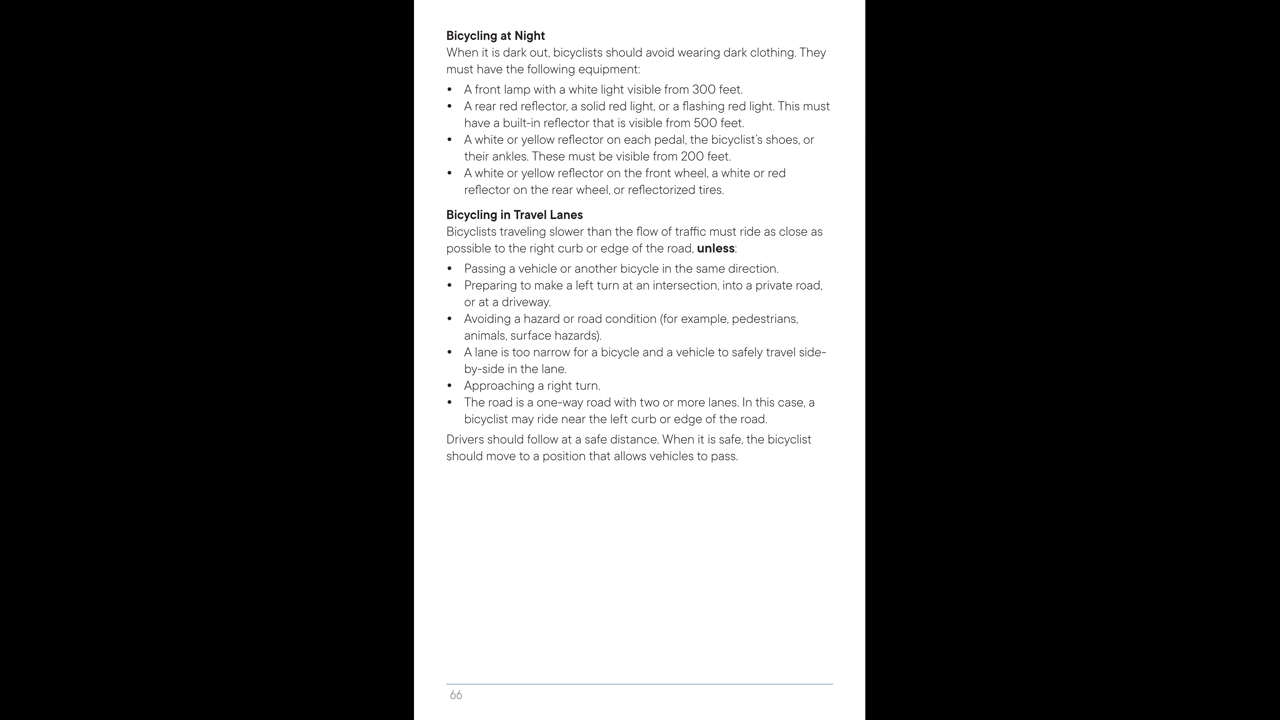 Bicycling at Night
When it is dark out, bicyclists should avoid wearing dark clothing. They
must have the following equipment:
• A front lamp with a white light visible from 300 feet.
• A rear red reflector, a solid red light, or a flashing red light. This must
have a built-in reflector that is visible from 500 feet.
• A white or yellow reflector on each pedal, the bicyclist's shoes, or
their ankles. These must be visible from 200 feet.
• A white or yellow reflector on the front wheel, a white or red
reflector on the rear wheel, or reflectorized tires.
Bicycling in Travel Lanes
Bicyclists traveling slower than the flow of traffic must ride as close as
possible to the right curb or edge of the road, unless:
• Passing a vehicle or another bicycle in the same direction.
• Preparing to make a left turn at an intersection, into a private road,
or at a driveway.
• Avoiding a hazard or road condition (for example, pedestrians,
animals, surface hazards).
• A lane is too narrow for a bicycle and a vehicle to safely travel side-
by-side in the lane.
• Approaching a right turn.
• The road is a one-way road with two or more lanes. In this case, a
bicyclist may ride near the left curb or edge of the road.
Drivers should follow at a safe distance. When it is safe, the bicyclist
should move to a position that allows vehicles to pass.
66